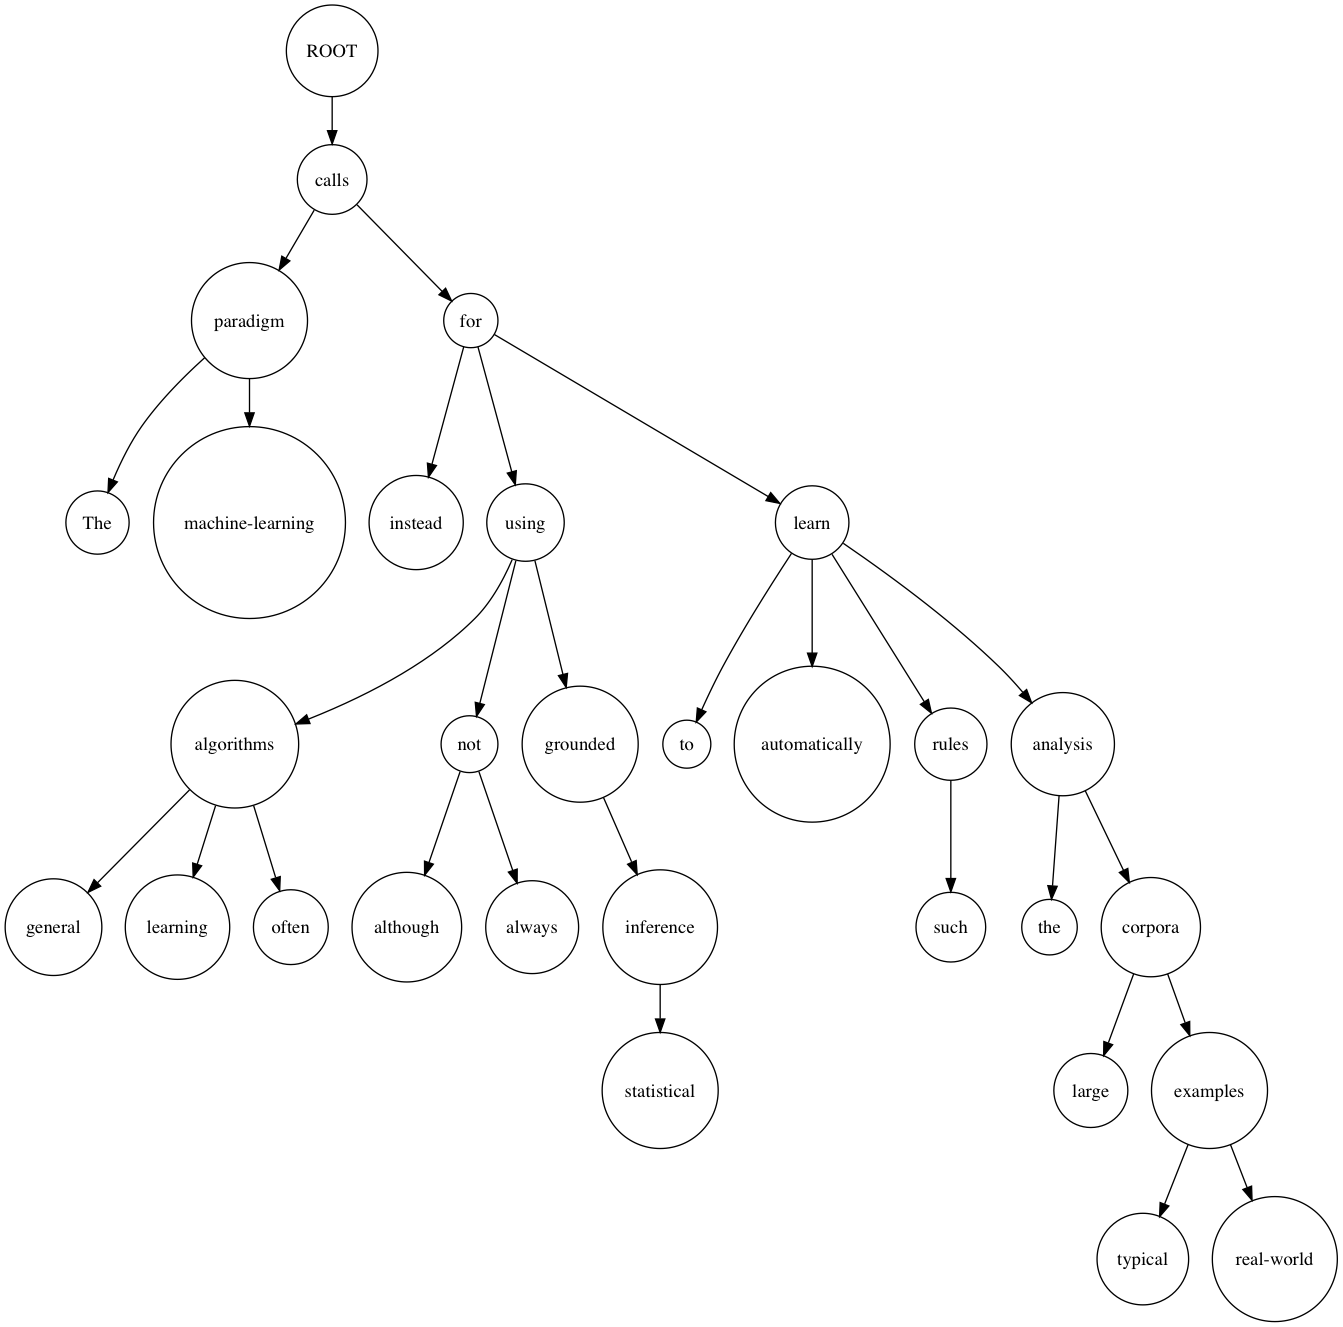 ROOT
calls
paradigm
for
The
machine-learning
instead
using
learn
algorithms
not
grounded
to
automatically
rules
analysis
general
learning
often
although
always
inference
such
the
corpora
statistical
large
examples
typical
real-world